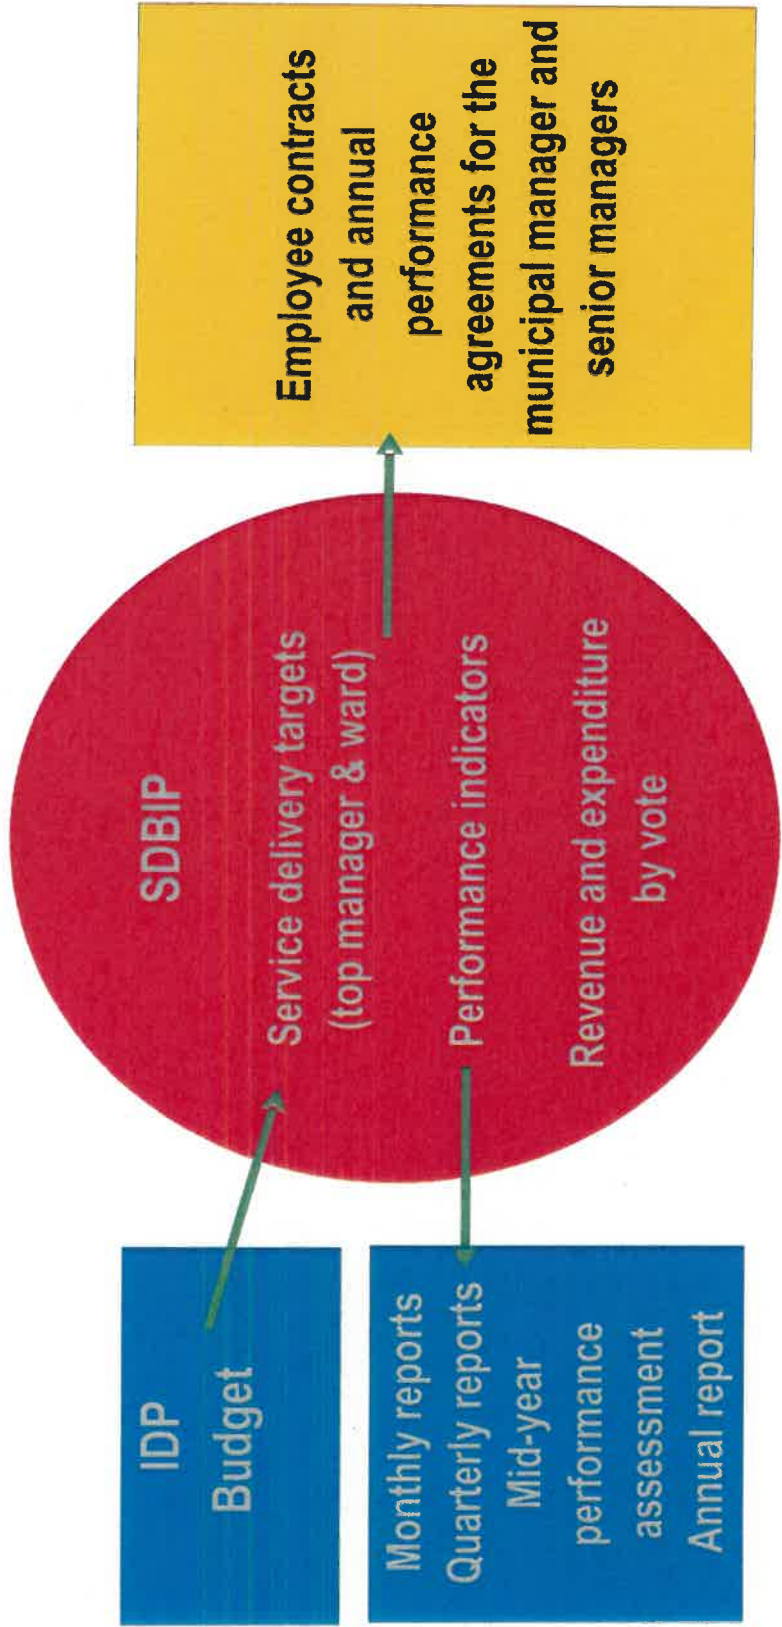 IDP
Budget
Monthly reports
Quarterly reports
Mid-year
performance
assessment
Annual report
SDBIP
Service delivery targets
(top manager & ward)
Performance indicators
Revenue and expenditure
by vote
Employee contracts
and annual
performance
agreements for the
municipal manager and
senior managers